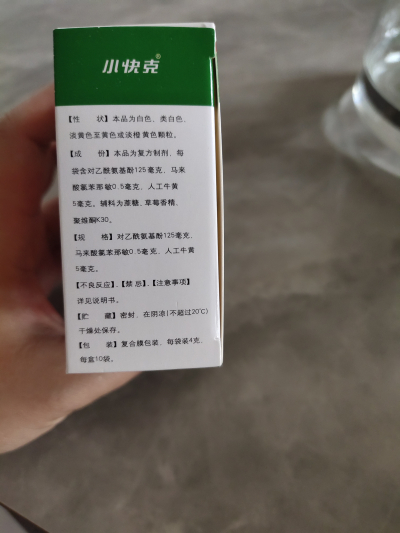 小快克®
【性 状】本品为白色、类白色、
淡黄色至黄色或淡橙黄色颗粒。
【成 份】本品为复方制剂，每
袋含对乙酰氨基酚125毫克、马来
酸氯苯那敏0.5毫克、人工牛黄
5毫克。辅料为蔗糖、草莓香精、
聚维酮K30。
【规 格】对乙酰氨基酚125毫克、
马来酸氯苯那敏0.5毫克、人工牛黄
5毫克。
【不良反应】、【禁忌】、【注意事项】
详见说明书。
【贮 藏】密封，在阴凉(不超过20℃)
干燥处保存。
【包 装】复合膜包装，每袋装4克，
每盒10袋。